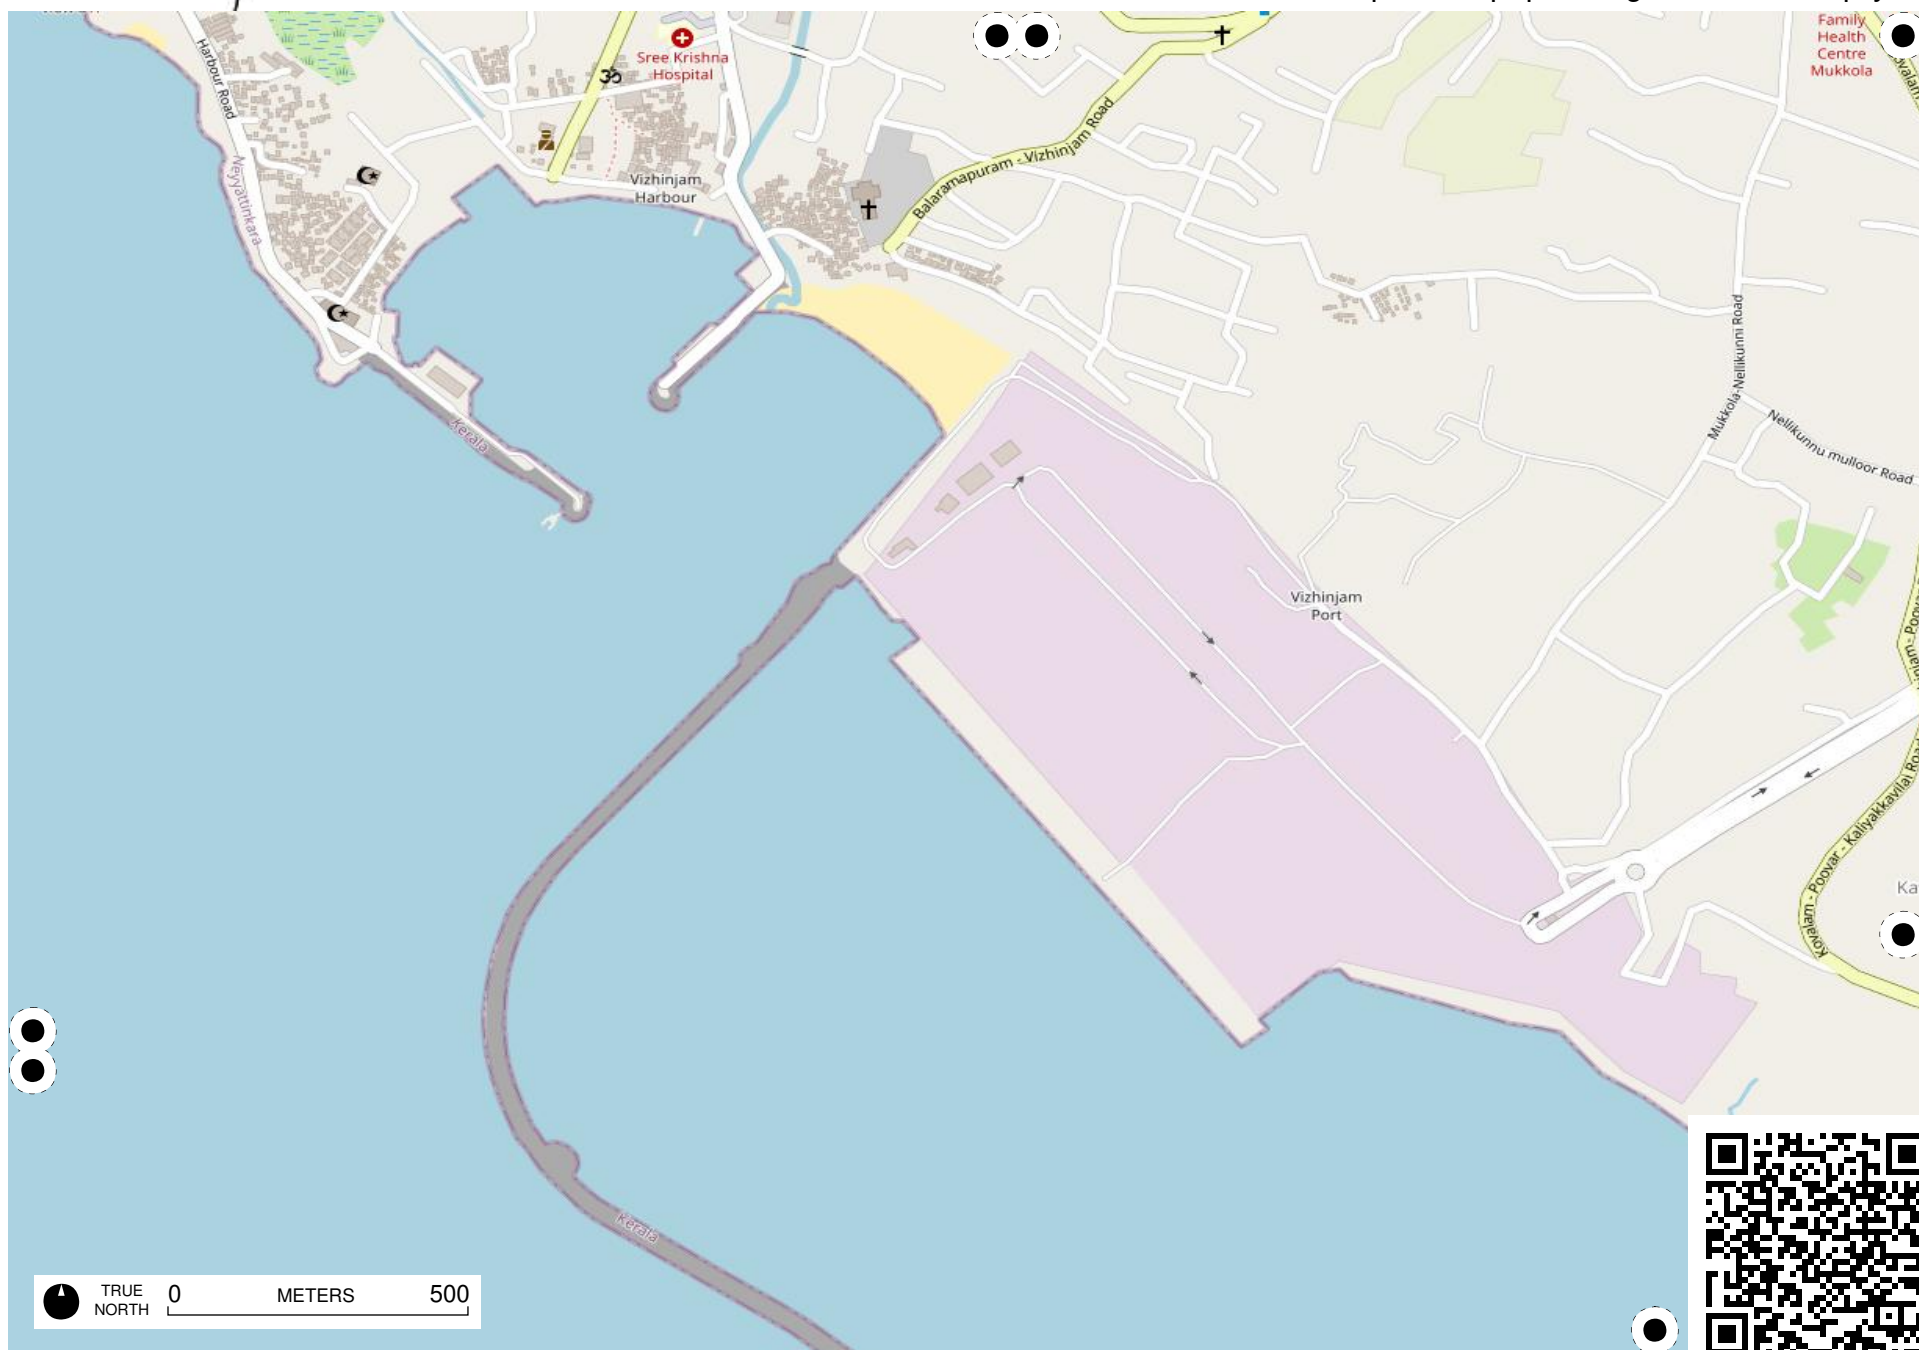 Family
Health
Centre
Mukkola
Sree Krishna
Hospital
Harbour Road
Balaramapuram - Vizhinjam Road
Neyyattinkara
Vizhinjam
Harbour
Mukkola-Nellikunni Road
Nellikunnu mulloor Road
Kerala
Vizhinjam
Port
Kovalam - Poovar - Kaliyakkavilai Road
Kerala
TRUE
NORTH
0 METERS 500